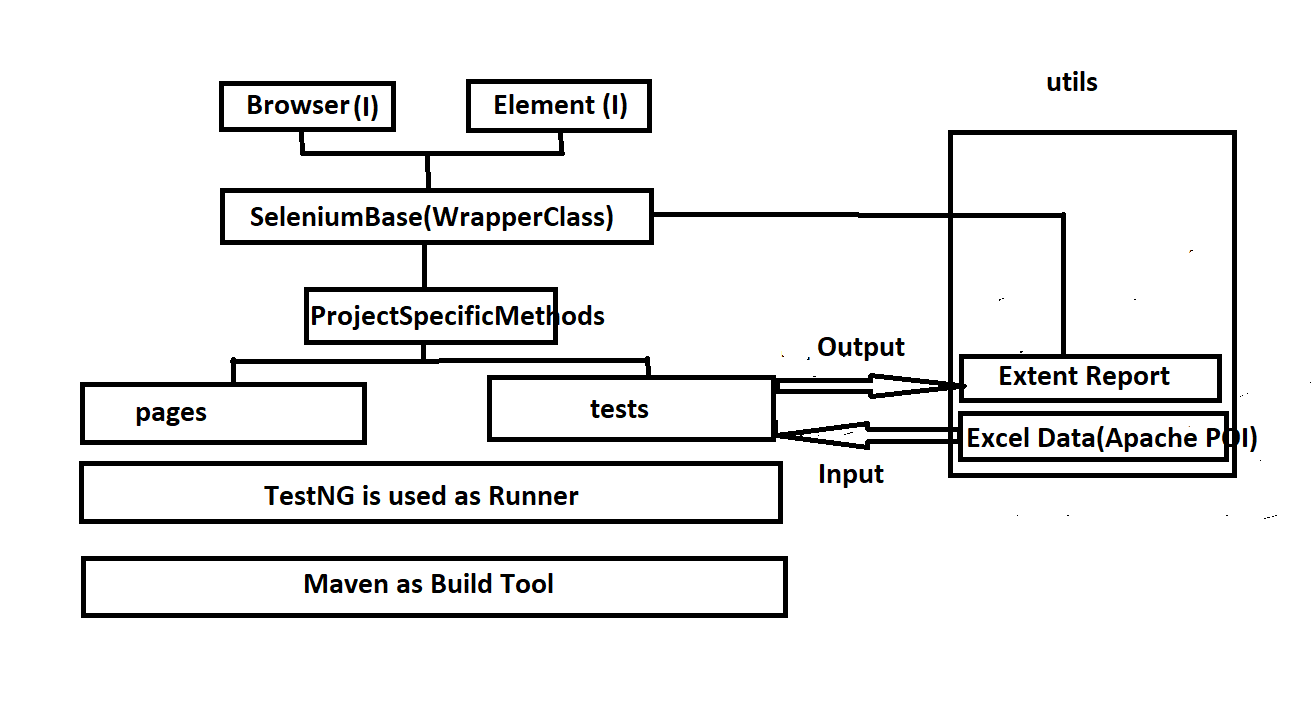 utils
Browser (I)
Element (I)
SeleniumBase(WrapperClass)
ProjectSpecificMethods
Output
Extent Report
pages
tests
Excel Data(Apache POI)
Input
TestNG is used as Runner
Maven as Build Tool